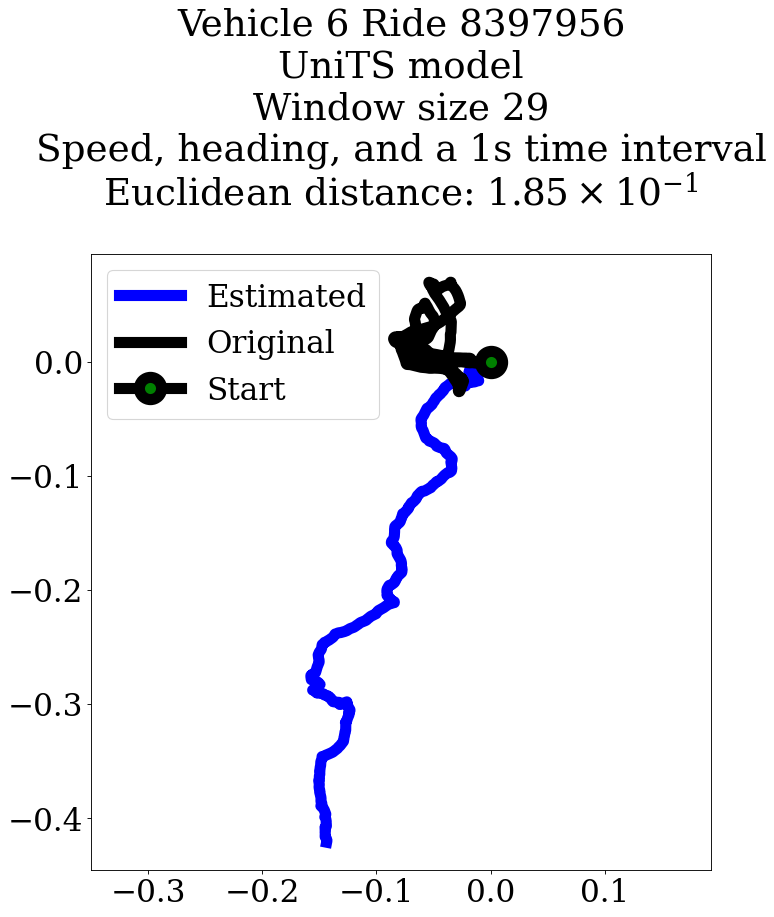 Vehicle 6 Ride 8397956
UniTS model
Window size 29
Speed, heading, and a 1s time interval
Euclidean distance: 1.85 × 10⁻¹
Estimated
Original
Start
0.0
−0.1
−0.2
−0.3
−0.4
−0.3 −0.2 −0.1 0.0 0.1